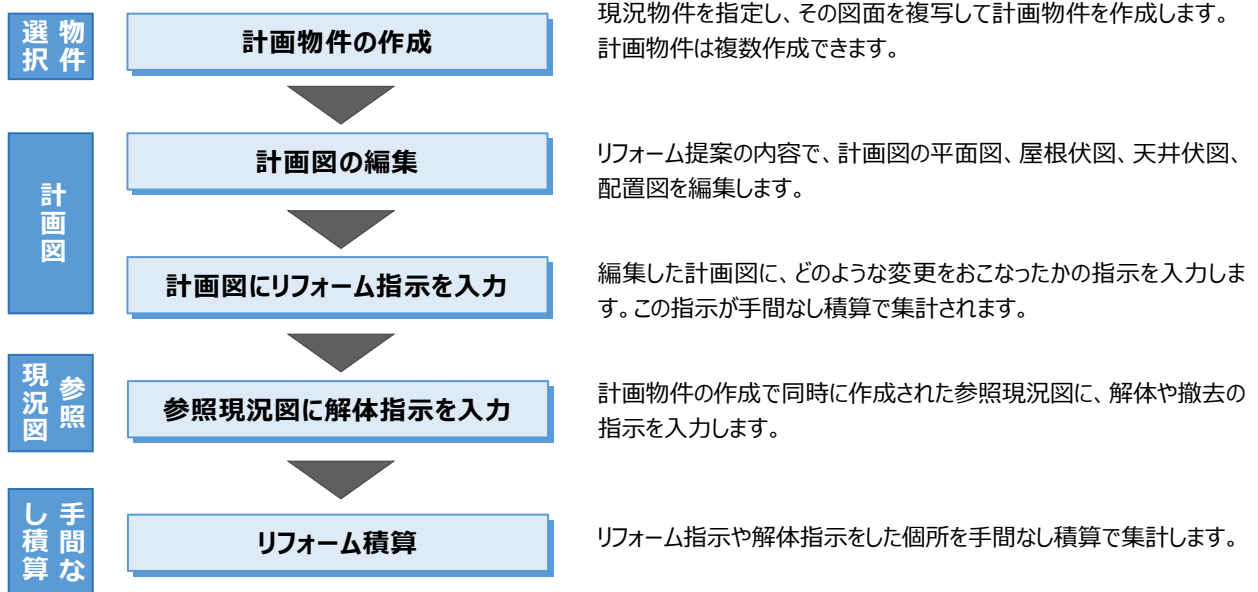 物件
選択
計画物件の作成
現況物件を指定し、その図面を複写して計画物件を作成します。
計画物件は複数作成できます。
計画図
計画図の編集
リフォーム提案の内容で、計画図の平面図、屋根伏図、天井伏図、
配置図を編集します。
計画図にリフォーム指示を入力
編集した計画図に、どのような変更をおこなったかの指示を入力しま
す。この指示が手間なし積算で集計されます。
参照
現況図
参照現況図に解体指示を入力
計画物件の作成で同時に作成された参照現況図に、解体や撤去の
指示を入力します。
手間な
し積算
リフォーム積算
リフォーム指示や解体指示をした個所を手間なし積算で集計します。